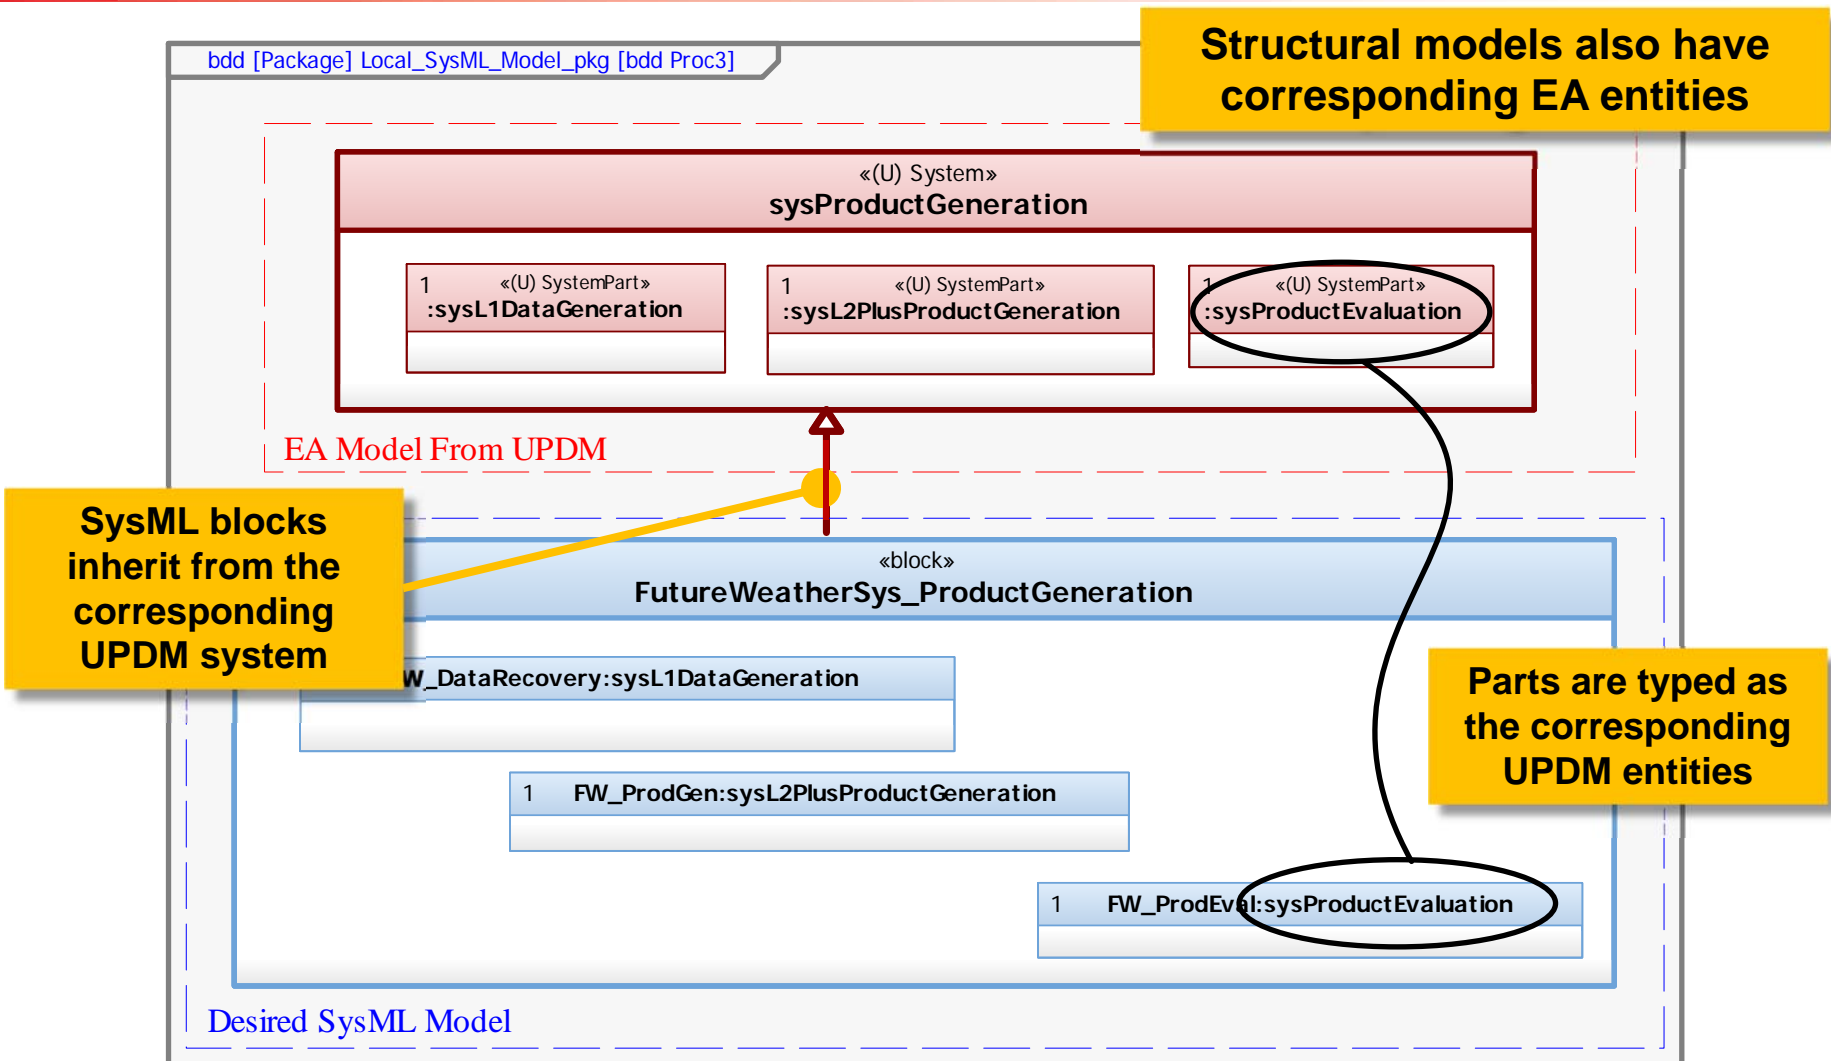 Structural models also have
corresponding EA entities
bdd [Package] Local_SysML_Model_pkg [bdd Proc3]
«(U) System»
sysProductGeneration
1 «(U) SystemPart»
:sysL1DataGeneration
1 «(U) SystemPart»
:sysL2PlusProductGeneration
1 «(U) SystemPart»
:sysProductEvaluation
EA Model From UPDM
SysML blocks
inherit from the
corresponding
UPDM system
«block»
FutureWeatherSys_ProductGeneration
W_DataRecovery:sysL1DataGeneration
Parts are typed as
the corresponding
UPDM entities
1 FW_ProdGen:sysL2PlusProductGeneration
1 FW_ProdEval:sysProductEvaluation
Desired SysML Model